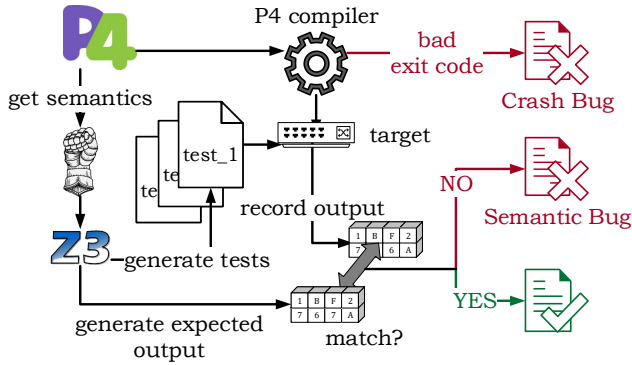 P4 compiler
P4
bad
exit code
Crash Bug
get semantics
te
te
test_1
target
NO
Semantic Bug
record output
1 B F 2
7 6 A
Z3
generate tests
1 B F 2
7 6 7 A
YES
generate expected
output
match?